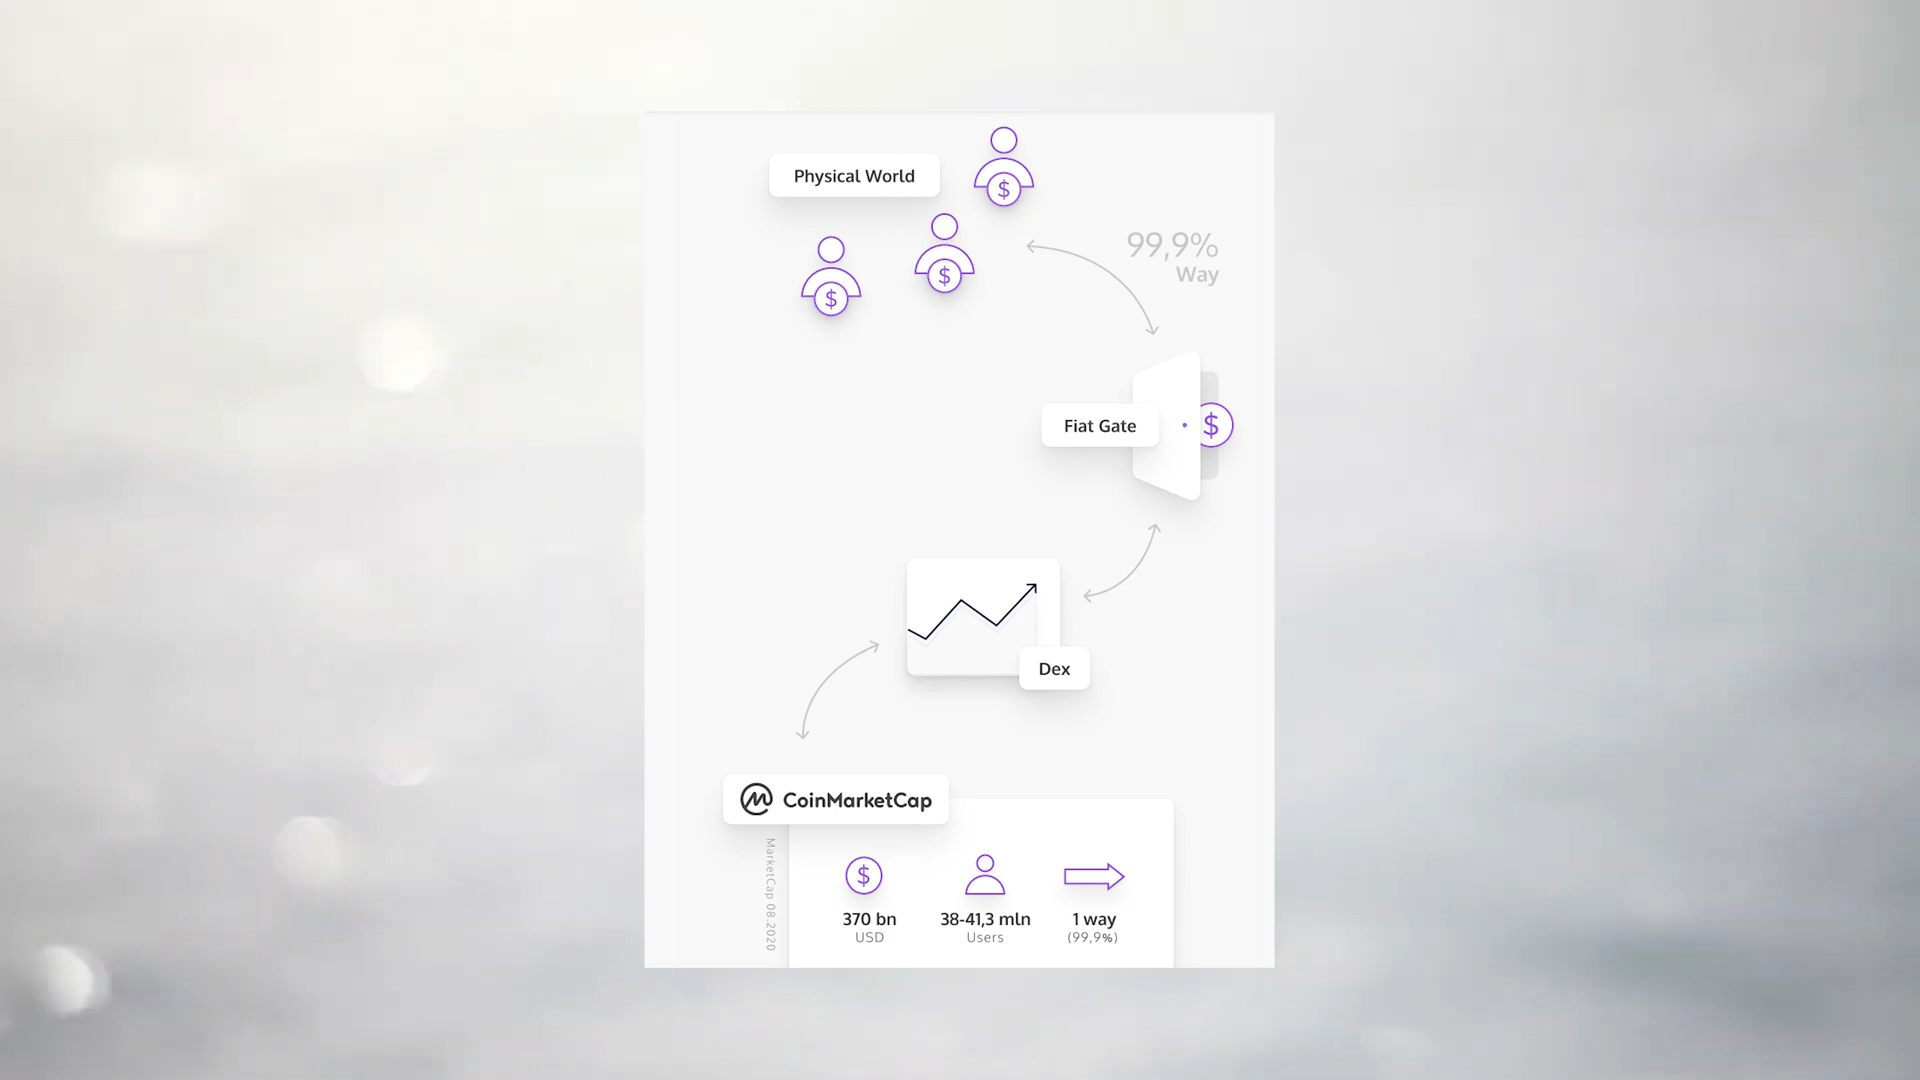 Physical World
$
$
$
99,9%
Way
Fiat Gate
$
Dex
CoinMarketCap
MarketCap 08.2020
$
370 bn
USD
38-41,3 mln
Users
1 way
(99,9%)